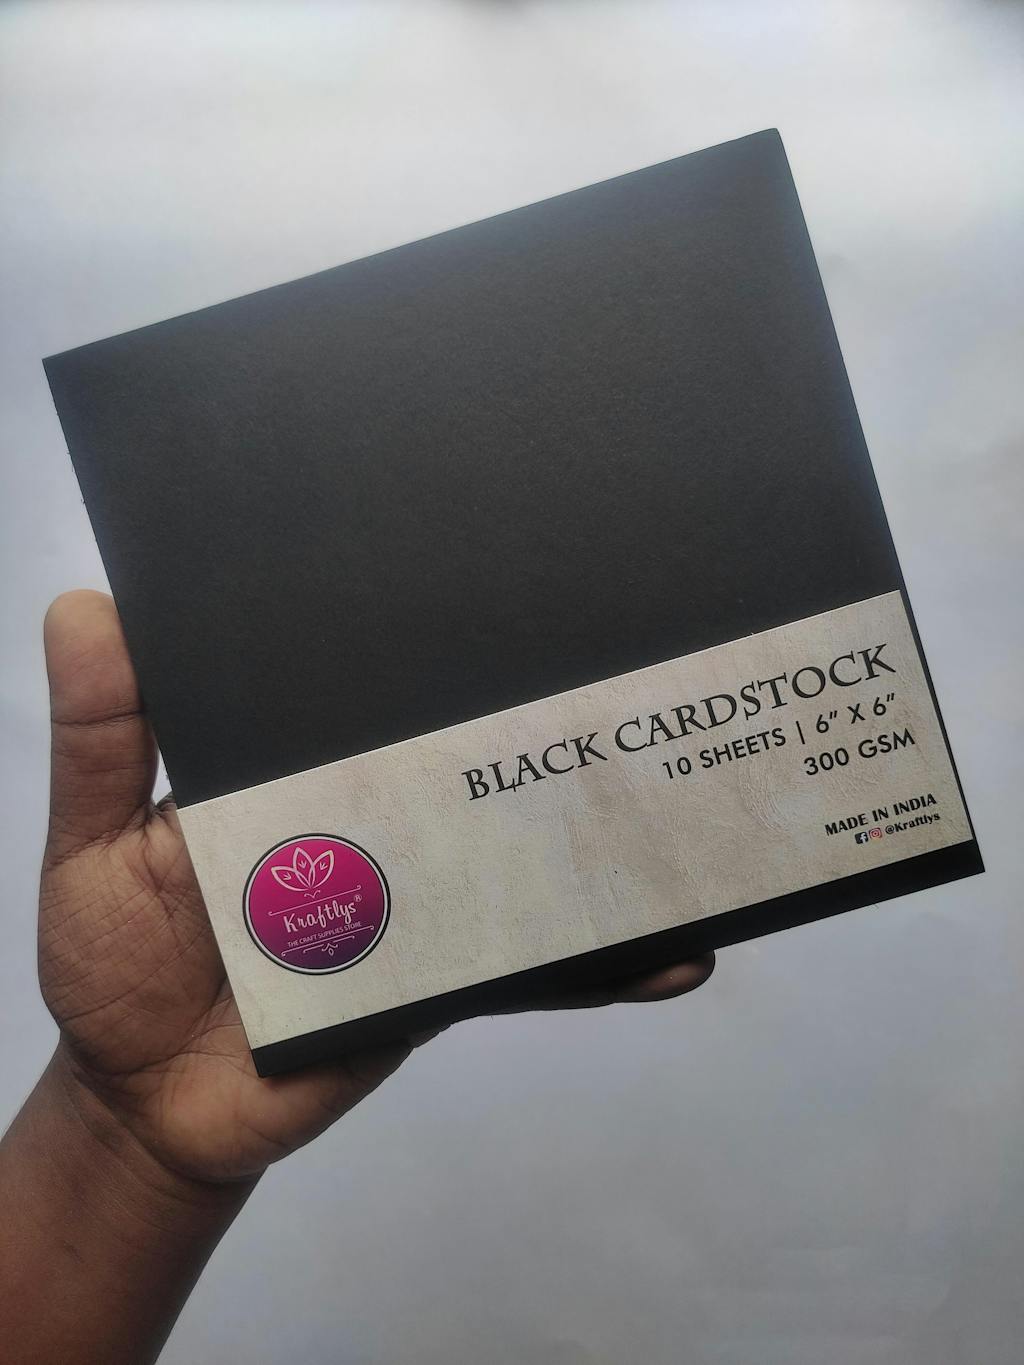 BLACK CARDSTOCK
10 SHEETS | 6” X 6”
300 GSM
MADE IN INDIA
@Kraftlys
Kraftlys®
THE CRAFT SUPPLIES STORE